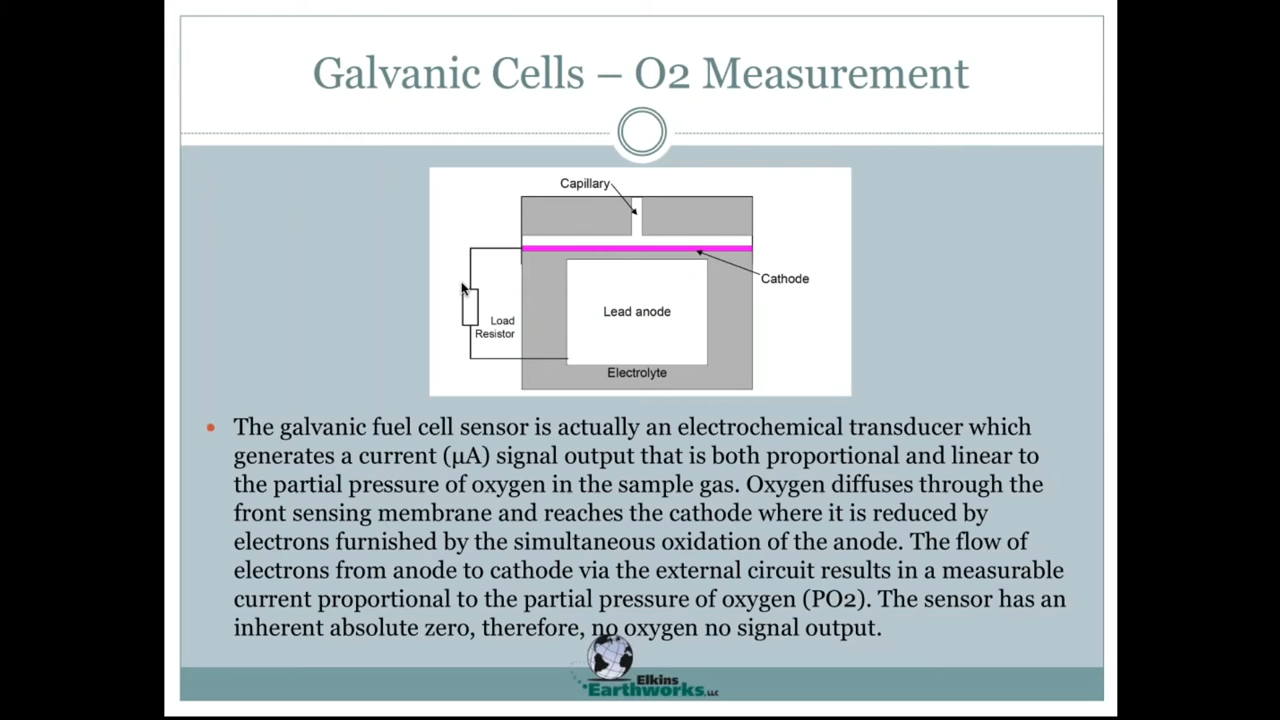 Galvanic Cells – O2 Measurement
Capillary
Cathode
Lead anode
Load
Resistor
Electrolyte
• The galvanic fuel cell sensor is actually an electrochemical transducer which
generates a current (µA) signal output that is both proportional and linear to
the partial pressure of oxygen in the sample gas. Oxygen diffuses through the
front sensing membrane and reaches the cathode where it is reduced by
electrons furnished by the simultaneous oxidation of the anode. The flow of
electrons from anode to cathode via the external circuit results in a measurable
current proportional to the partial pressure of oxygen (PO2). The sensor has an
inherent absolute zero, therefore, no oxygen no signal output.
Elkins
Earthworks, LLC